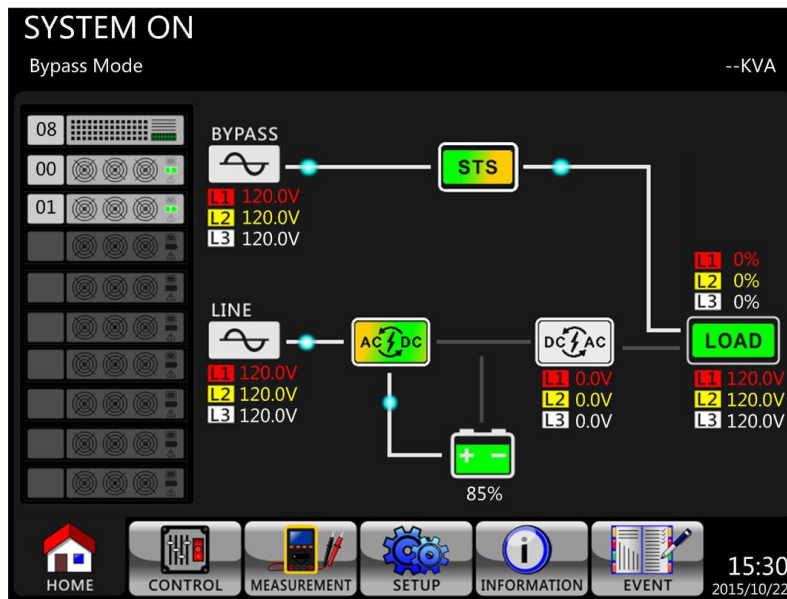 SYSTEM ON
Bypass Mode --KVA
08
00
01
BYPASS
STS
L1 120.0V
L2 120.0V
L3 120.0V
L1 0%
L2 0%
L3 0%
LINE
AC DC
DC AC
LOAD
L1 120.0V
L2 120.0V
L3 120.0V
L1 0.0V
L2 0.0V
L3 0.0V
L1 120.0V
L2 120.0V
L3 120.0V
+ −
85%
HOME
CONTROL
MEASUREMENT
SETUP
INFORMATION
EVENT
15:30
2015/10/22